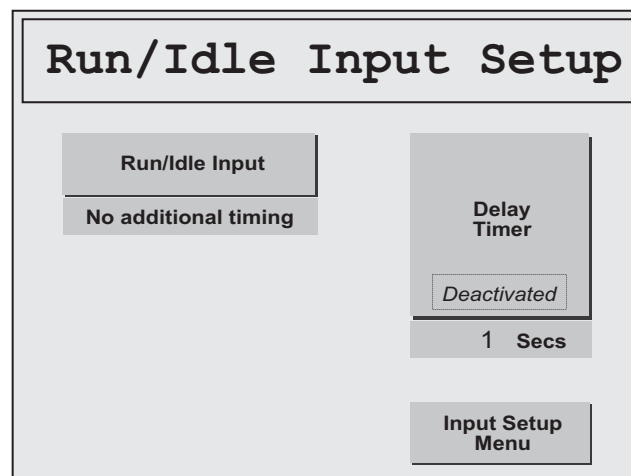 Run/Idle Input Setup
Run/Idle Input
No additional timing
Delay
Timer
Deactivated
1 Secs
Input Setup
Menu